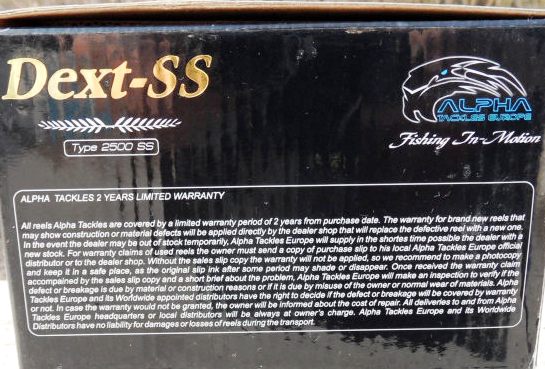 Dext-SS
Type 2500 SS
ALPHA
TACKLES EUROPE
Fishing In-Motion
ALPHA TACKLES 2 YEARS LIMITED WARRANTY
All reels Alpha Tackles are covered by a limited warranty period of 2 years from purchase date. The warranty for brand new reels that
may show construction or material defects will be applied directly by the dealer shop that will replace the defective reel with a new one.
In the event the dealer may be out of stock temporarily, Alpha Tackles Europe will supply in the shortes time possible the dealer with a
new stock. For warranty claims of used reels the owner must send a copy of purchase slip to his local Alpha Tackles Europe official
distributor or to the dealer shop. Without the sales slip copy the warranty will not be applied, so we recommend to make a photocopy
and keep it in a safe place, as the original slip ink after some period may shade or disappear. Once received the warranty claim
accompanied by the sales slip copy and a short brief about the problem, Alpha Tackles Europe will make an inspection to verify if the
defect or breakage is due by material or construction reasons or if it is due by misuse of the owner or normal wear of materials. Alpha
Tackles Europe and its Worldwide appointed distributors have the right to decide if the defect or breakage will be covered by warranty
or not. In case the warranty would not be granted, the owner will be informed about the cost of repair. All deliveries to and from Alpha
Tackles Europe headquarters or local distributors will be always at owner's charge. Alpha Tackles Europe and its Worldwide
Distributors have no liability for damages or losses of reels during the transport.